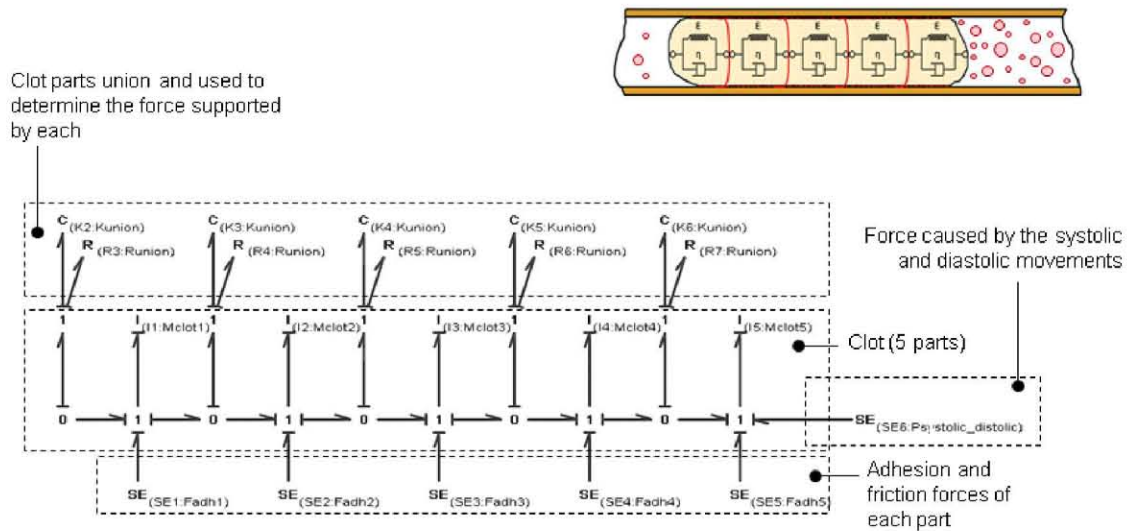 E E E E E
η η η η η
Clot parts union and used to
determine the force supported
by each
C (K2:Kunion) C (K3:Kunion) C (K4:Kunion) C (K5:Kunion) C (K6:Kunion)
R (R3:Runion) R (R4:Runion) R (R5:Runion) R (R6:Runion) R (R7:Runion)
Force caused by the systolic
and diastolic movements
1 I (I1:Mclot1) 1 I (I2:Mclot2) 1 I (I3:Mclot3) 1 I (I4:Mclot4) 1 I (I5:Mclot5)
Clot (5 parts)
0 1 0 1 0 1 0 1 0 1 SE (SE6:Psystolic_distolic)
SE (SE1:Fadh1) SE (SE2:Fadh2) SE (SE3:Fadh3) SE (SE4:Fadh4) SE (SE5:Fadh5)
Adhesion and
friction forces of
each part